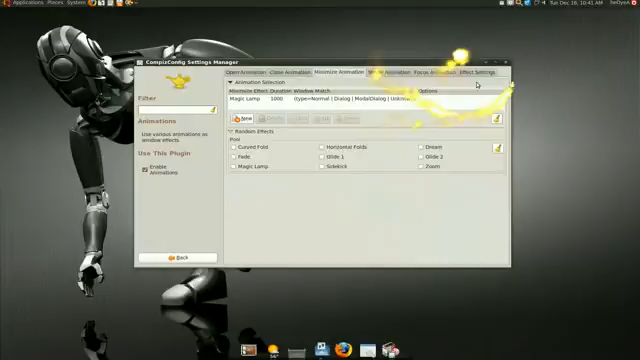 Applications Places System
Tue Dec 16, 10:41 AM
CompizConfig Settings Manager
Open Animation Close Animation Minimize Animation Focus Animation Effect Settings
Filter
Animation Selection
Minimize Effect Duration Window Match Options
Magic Lamp 1000 (type=Normal | Dialog | ModalDialog |
New
Animations
Use various animations as window effects
Use This Plugin
Enable Animations
Random Effects
Pool
Curved Fold Horizontal Folds Dream
Fade Glide 1 Glide 2
Magic Lamp Sidekick Zoom
Back